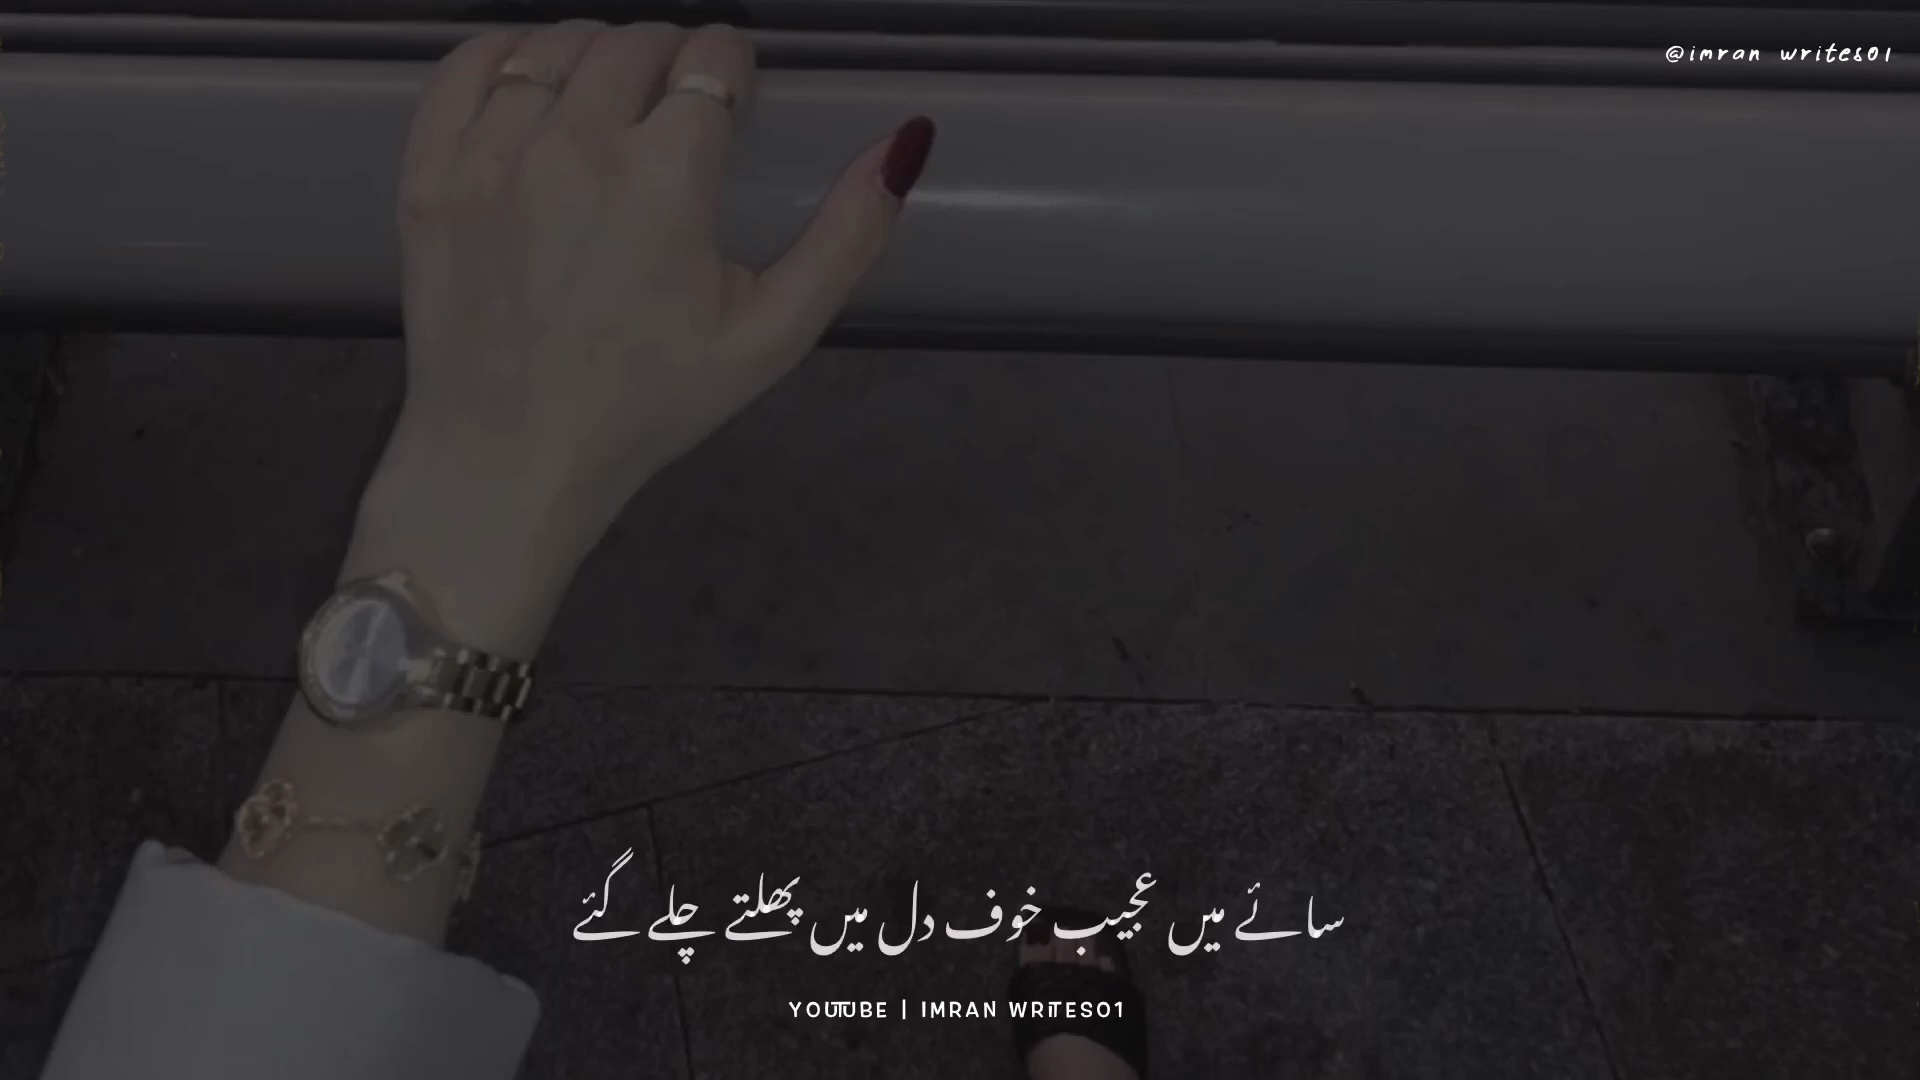 @imran writes01
سائے میں عجیب خوف دل میں پھلتے چلے گئے
YOUTUBE | IMRAN WRITES01